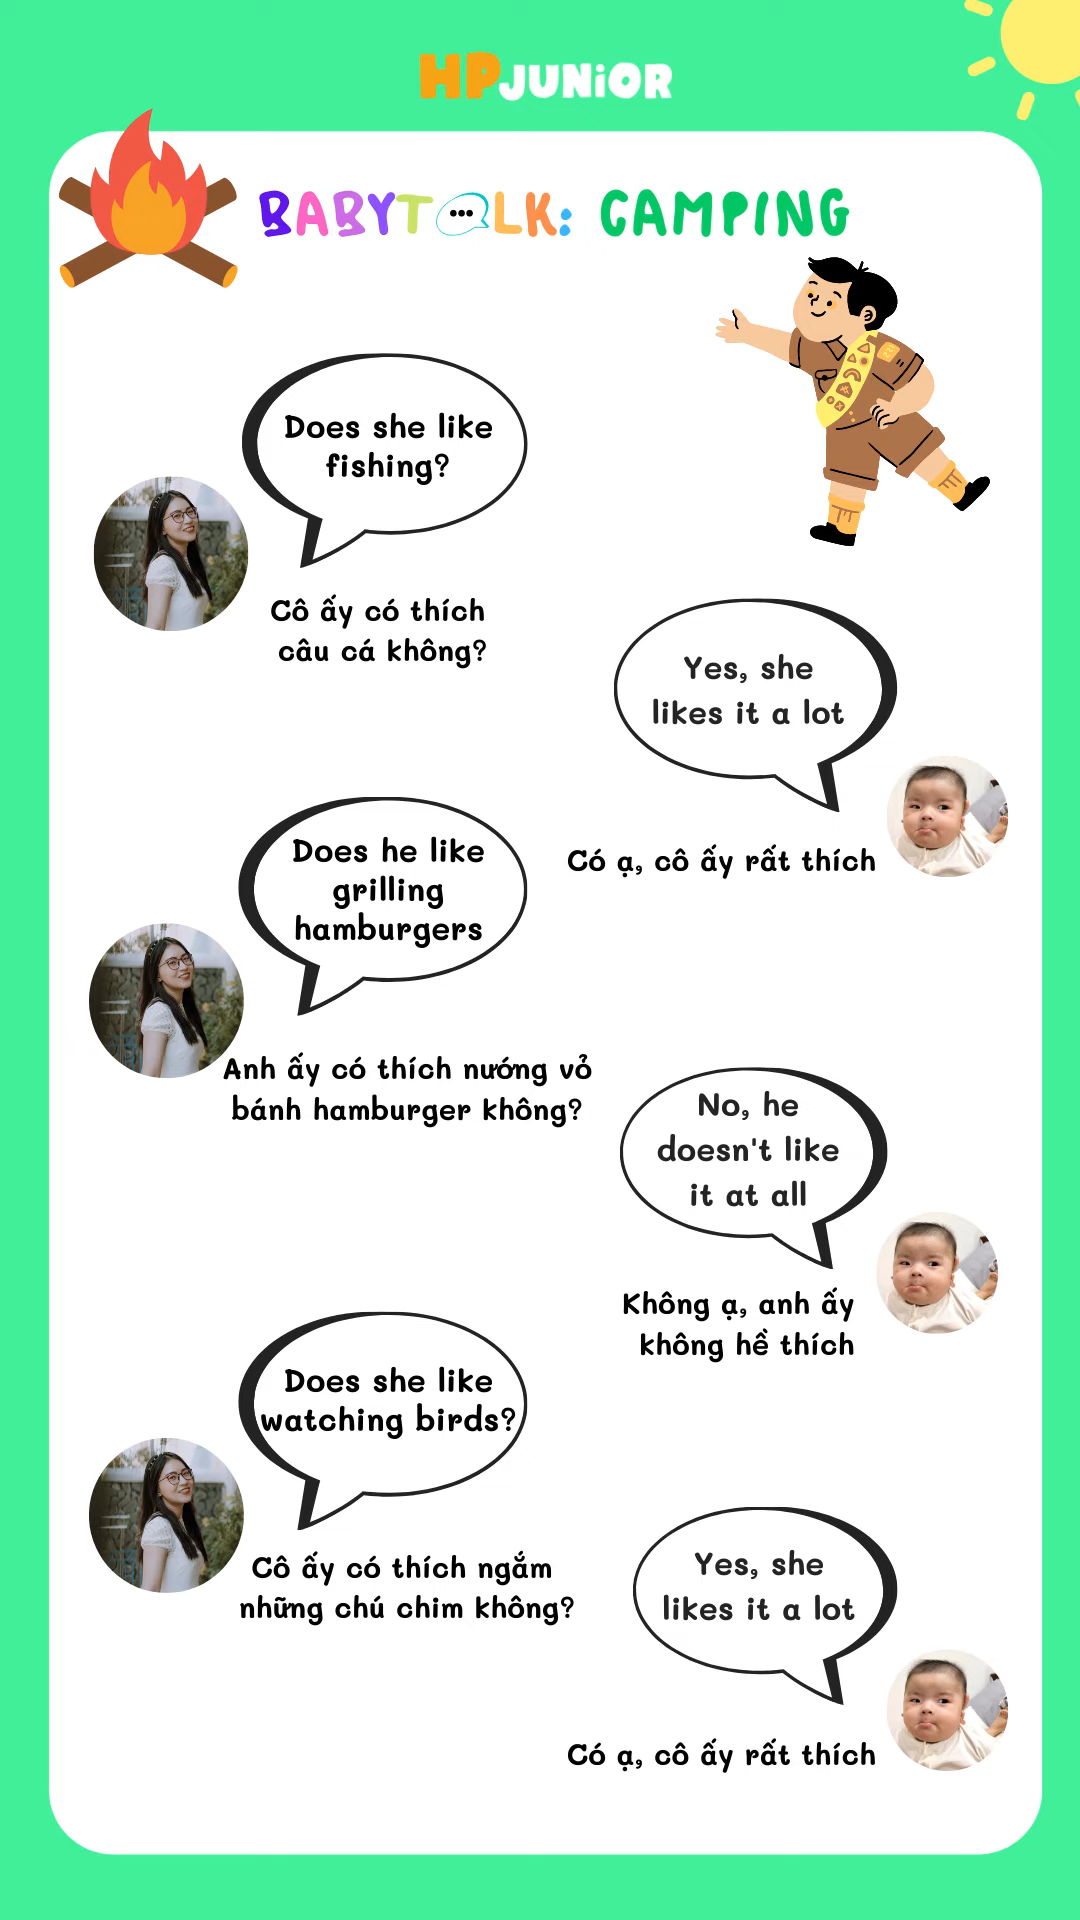 HPJUNiOR
BABYTALK: CAMPING
Does she like
fishing?
Cô ấy có thích
câu cá không?
Yes, she
likes it a lot
Có ạ, cô ấy rất thích
Does he like
grilling
hamburgers
Anh ấy có thích nướng vỏ
bánh hamburger không?
No, he
doesn't like
it at all
Không ạ, anh ấy
không hề thích
Does she like
watching birds?
Cô ấy có thích ngắm
những chú chim không?
Yes, she
likes it a lot
Có ạ, cô ấy rất thích